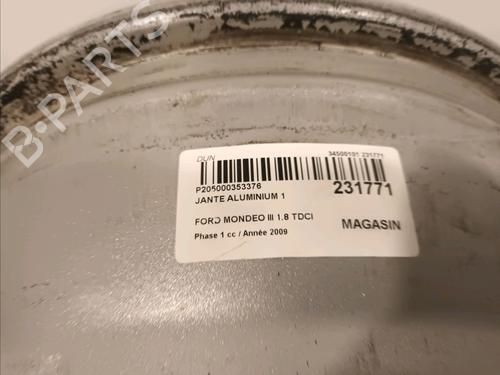 B-PARTS
DUN
34500101 231771
P205000353376
231771
JANTE ALUMINIUM 1
FORD MONDEO III 1.8 TDCI
MAGASIN
Phase 1 cc / Année 2009